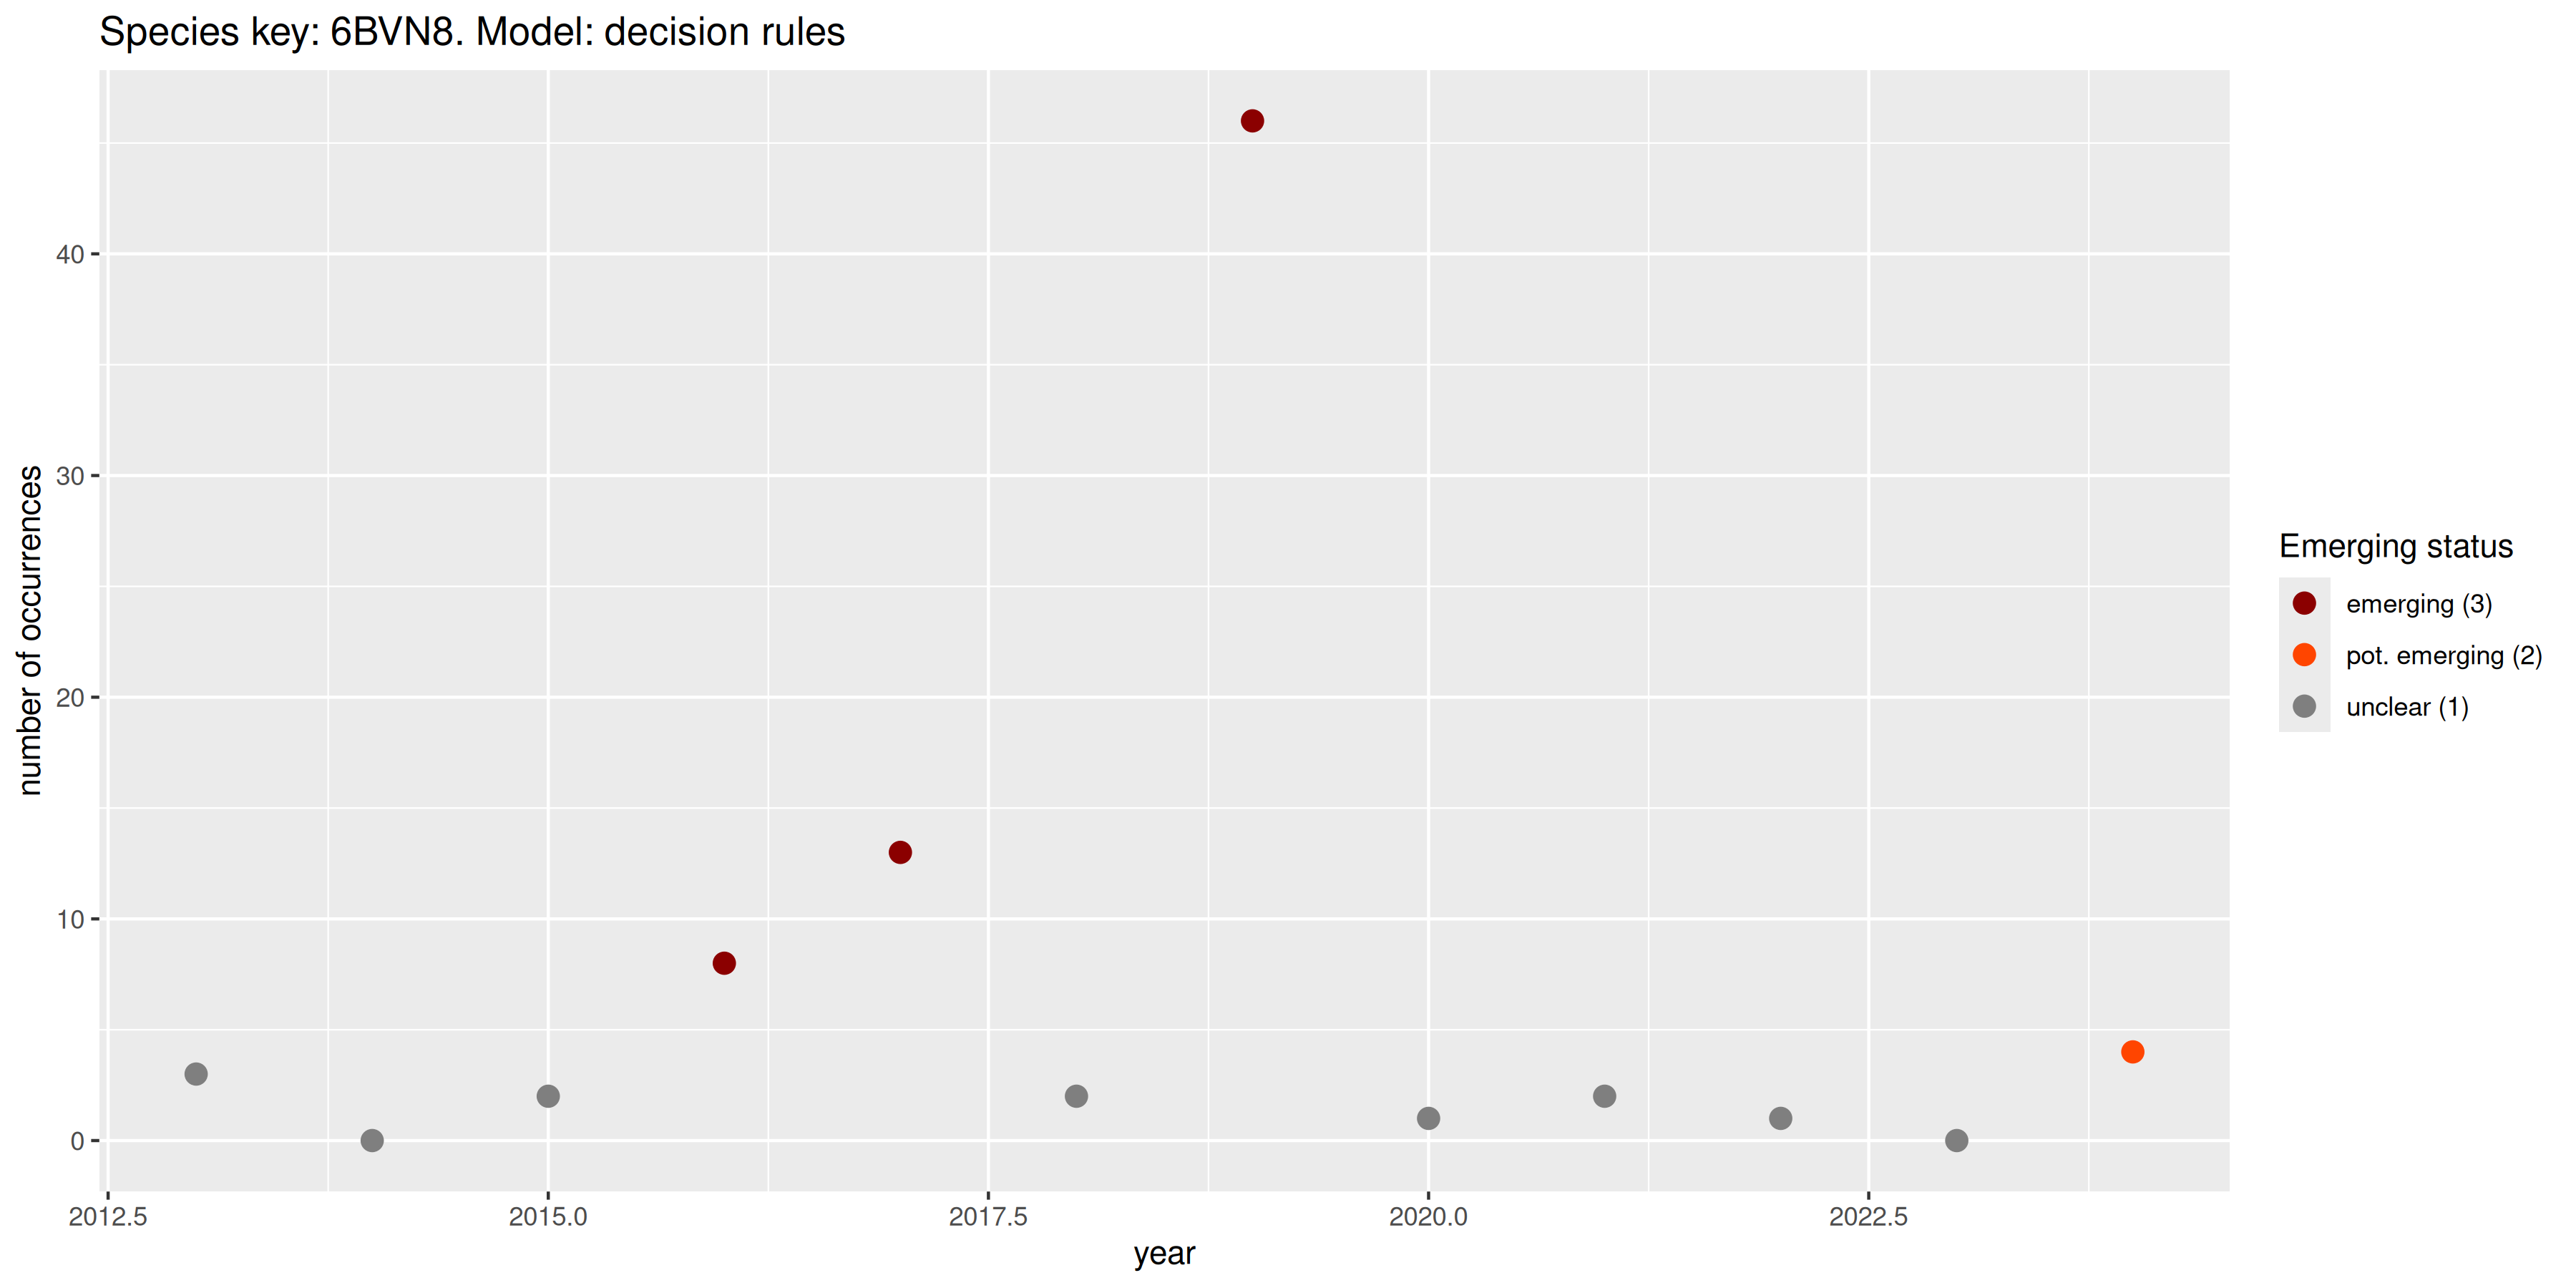 Species key: 6BVN8. Model: decision rules
number of occurrences
40
30
20
10
0
2012.5 2015.0 2017.5 2020.0 2022.5
year
Emerging status
emerging (3)
pot. emerging (2)
unclear (1)